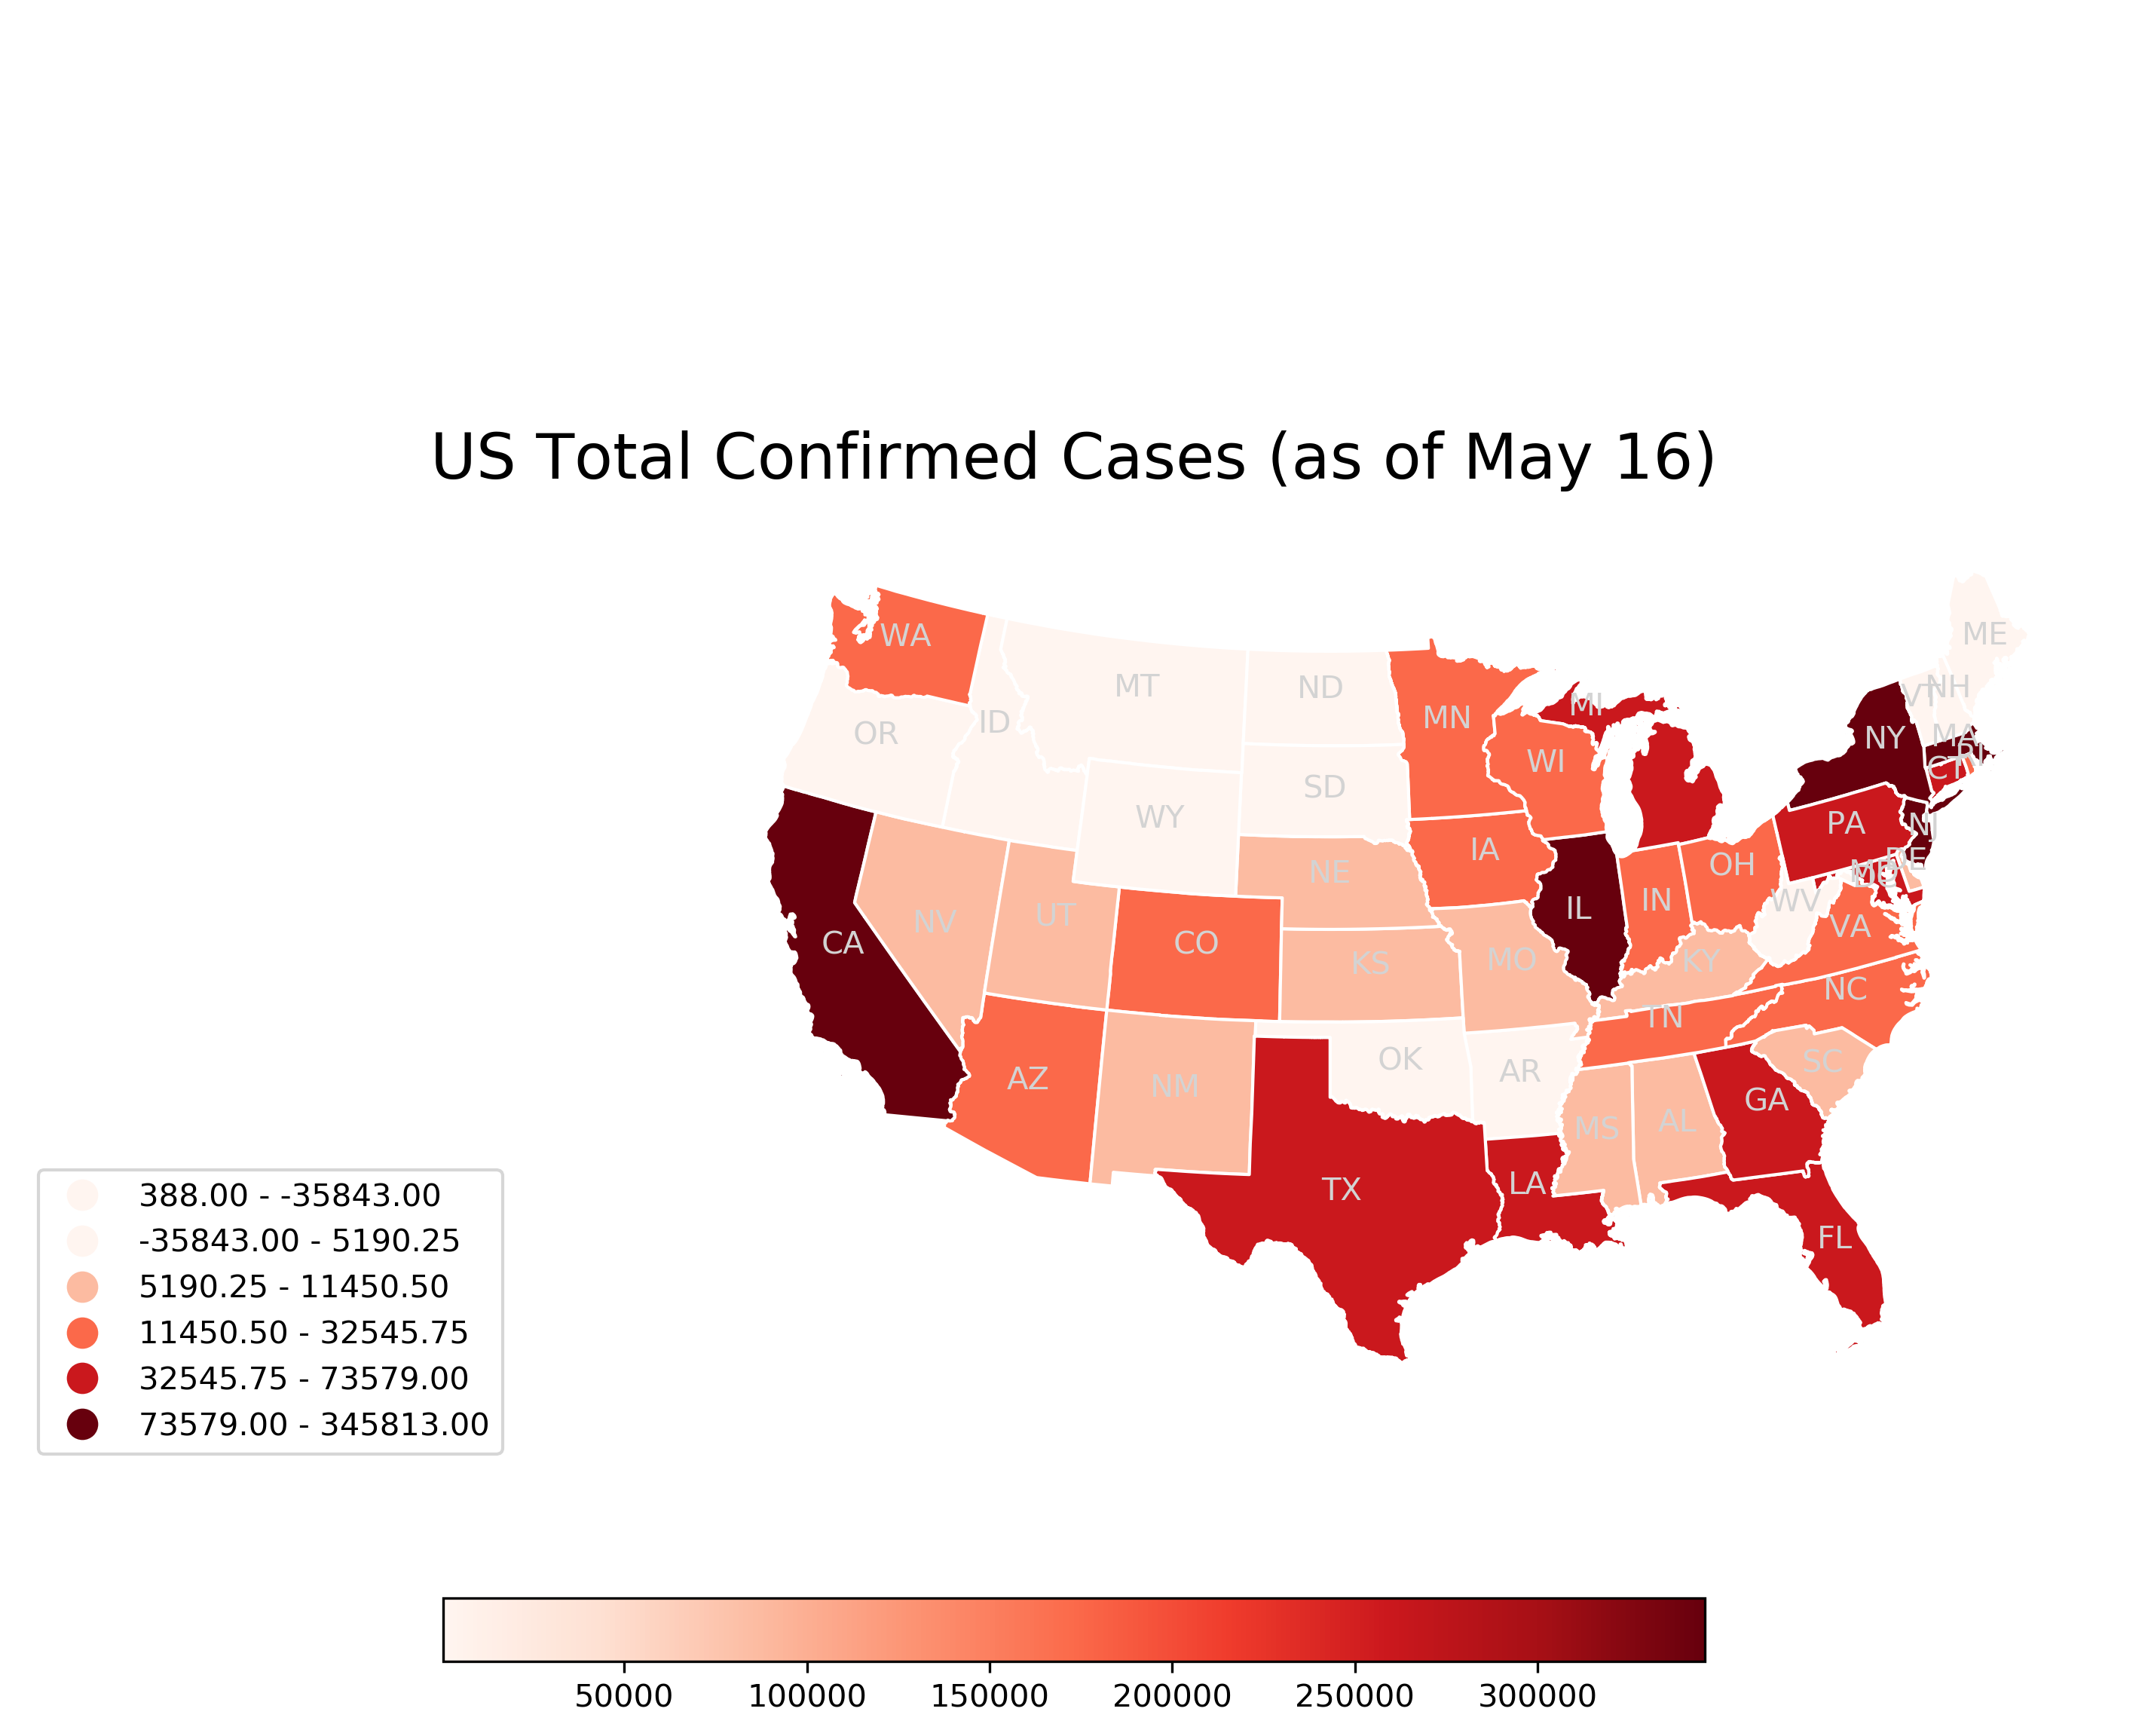 US Total Confirmed Cases (as of May 16)
WA
ME
MT
ND
VT
NH
ID
OR
MN
MI
NY
MA
RI
WI
CT
SD
WY
PA
NJ
IA
OH
DE
MD
DC
NE
IN
WV
IL
NV
UT
CO
VA
CA
KS
MO
KY
NC
TN
AZ
NM
OK
AR
SC
GA
MS
AL
TX
LA
FL
388.00 - -35843.00
-35843.00 - 5190.25
5190.25 - 11450.50
11450.50 - 32545.75
32545.75 - 73579.00
73579.00 - 345813.00
50000 100000 150000 200000 250000 300000